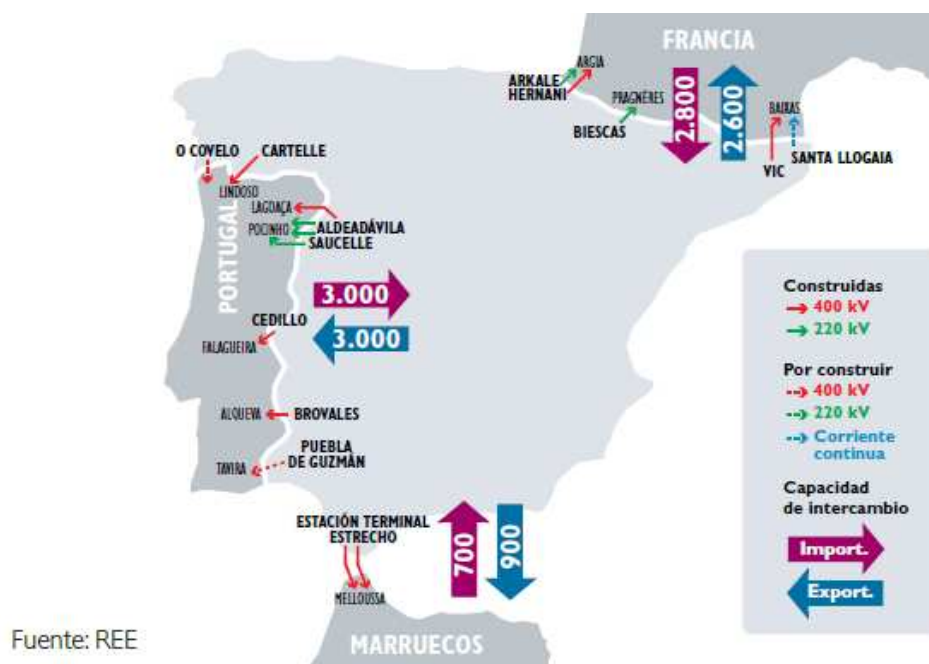 FRANCIA
ARGIA
ARKALE
HERNANI
PRAGNÈRES
BIESCAS
2.800
2.600
BAIXAS
SANTA LLOGAIA
VIC
O COVELO
CARTELLE
LINDOSO
LAGOAÇA
POCINHO
ALDEADÁVILA
SAUCELLE
PORTUGAL
3.000
3.000
CEDILLO
FALAGUEIRA
ALQUEVA
BROVALES
PUEBLA
DE GUZMÁN
TAVIRA
ESTACIÓN TERMINAL
ESTRECHO
700
900
MELLOUSSA
MARRUECOS
Construidas
400 kV
220 kV
Por construir
400 kV
220 kV
Corriente
continua
Capacidad
de intercambio
Import.
Export.
Fuente: REE